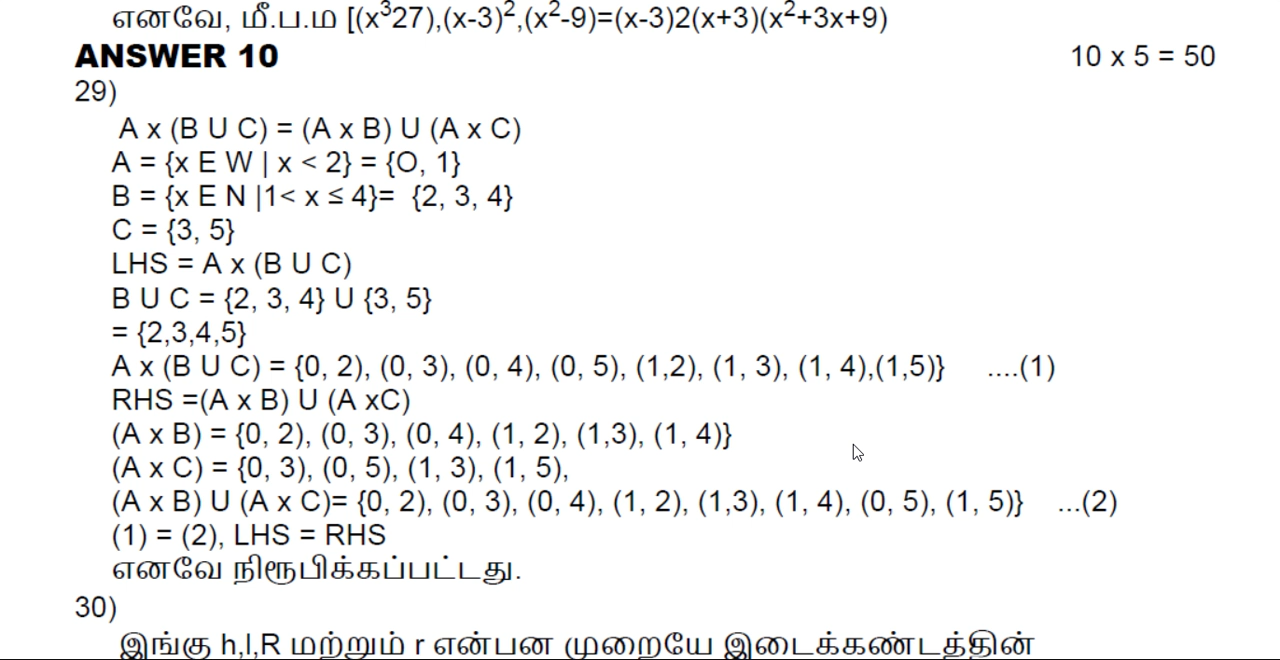 எனவே, மீ.ப.ம [(x³27),(x-3)²,(x²-9)=(x-3)2(x+3)(x²+3x+9)
ANSWER 10 10 x 5 = 50
29)
A x (B U C) = (A x B) U (A x C)
A = {x E W | x < 2} = {O, 1}
B = {x E N |1< x ≤ 4}= {2, 3, 4}
C = {3, 5}
LHS = A x (B U C)
B U C = {2, 3, 4} U {3, 5}
= {2,3,4,5}
A x (B U C) = {0, 2), (0, 3), (0, 4), (0, 5), (1,2), (1, 3), (1, 4),(1,5)} ....(1)
RHS =(A x B) U (A xC)
(A x B) = {0, 2), (0, 3), (0, 4), (1, 2), (1,3), (1, 4)}
(A x C) = {0, 3), (0, 5), (1, 3), (1, 5),
(A x B) U (A x C)= {0, 2), (0, 3), (0, 4), (1, 2), (1,3), (1, 4), (0, 5), (1, 5)} ...(2)
(1) = (2), LHS = RHS
எனவே நிரூபிக்கப்பட்டது.
30)
இங்கு h,l,R மற்றும் r என்பன முறையே இடைக்கண்டத்தின்